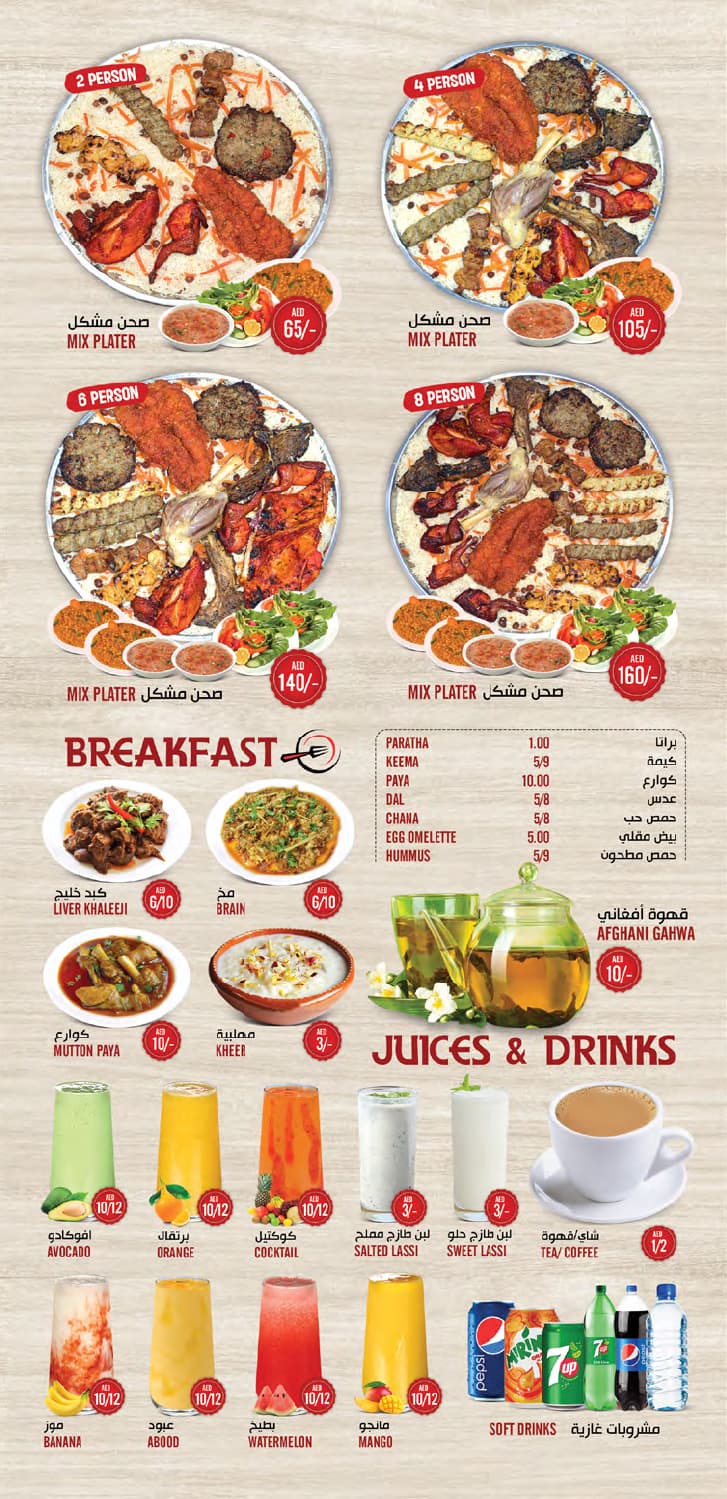 2 PERSON
صحن مشكل
MIX PLATER
AED
65/-
4 PERSON
صحن مشكل
MIX PLATER
AED
105/-
6 PERSON
MIX PLATER صحن مشكل
AED
140/-
8 PERSON
MIX PLATER صحن مشكل
AED
160/-
BREAKFAST
كبد خليج
LIVER KHALEEJI
AED
6/10
مخ
BRAIN
AED
6/10
كوارع
MUTTON PAYA
AED
10/-
مهلبية
KHEER
AED
3/-
PARATHA 1.00 براتا
KEEMA 5/9 كيمة
PAYA 10.00 كوارع
DAL 5/8 عدس
CHANA 5/8 حمص حب
EGG OMELETTE 5.00 بيض مقلي
HUMMUS 5/9 حمص مطحون
قهوة أفغاني
AFGHANI GAHWA
AED
10/-
JUICES & DRINKS
AED
10/12
افوكادو
AVOCADO
AED
10/12
برتقال
ORANGE
AED
10/12
كوكتيل
COCKTAIL
AED
3/-
لبن طازج مملح
SALTED LASSI
AED
3/-
لبن طازج حلو
SWEET LASSI
شاي/قهوة
TEA/ COFFEE
AED
1/2
AED
10/12
موز
BANANA
AED
10/12
عبود
ABOOD
AED
10/12
بطيخ
WATERMELON
AED
10/12
مانجو
MANGO
pepsi
MIRINDA
7up
7up
pepsi
SOFT DRINKS مشروبات غازية